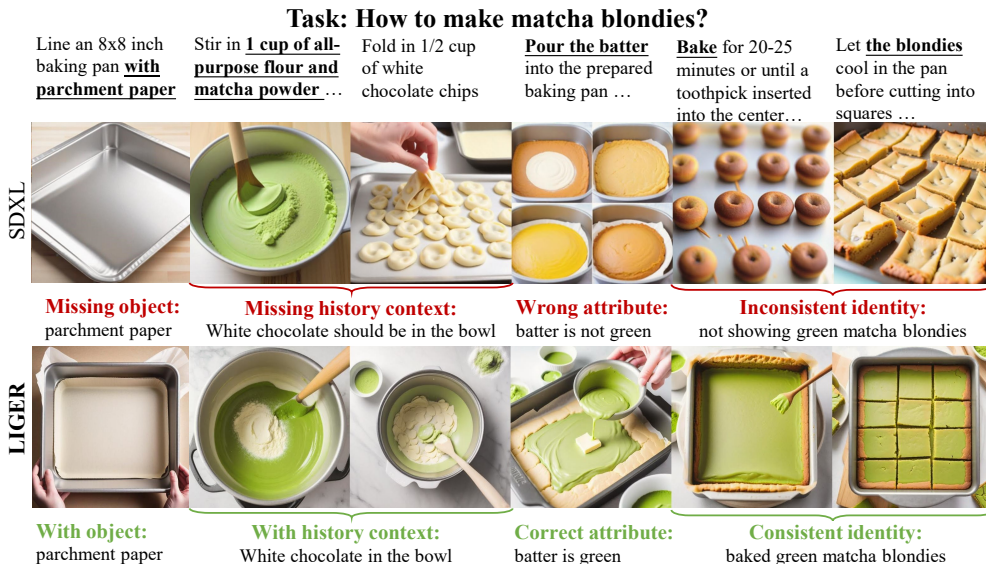 Task: How to make matcha blondies?
Line an 8x8 inch
baking pan with
parchment paper
Stir in 1 cup of all-
purpose flour and
matcha powder …
Fold in 1/2 cup
of white
chocolate chips
Pour the batter
into the prepared
baking pan …
Bake for 20-25
minutes or until a
toothpick inserted
into the center…
Let the blondies
cool in the pan
before cutting into
squares …
SDXL
Missing object:
parchment paper
Missing history context:
White chocolate should be in the bowl
Wrong attribute:
batter is not green
Inconsistent identity:
not showing green matcha blondies
LIGER
With object:
parchment paper
With history context:
White chocolate in the bowl
Correct attribute:
batter is green
Consistent identity:
baked green matcha blondies